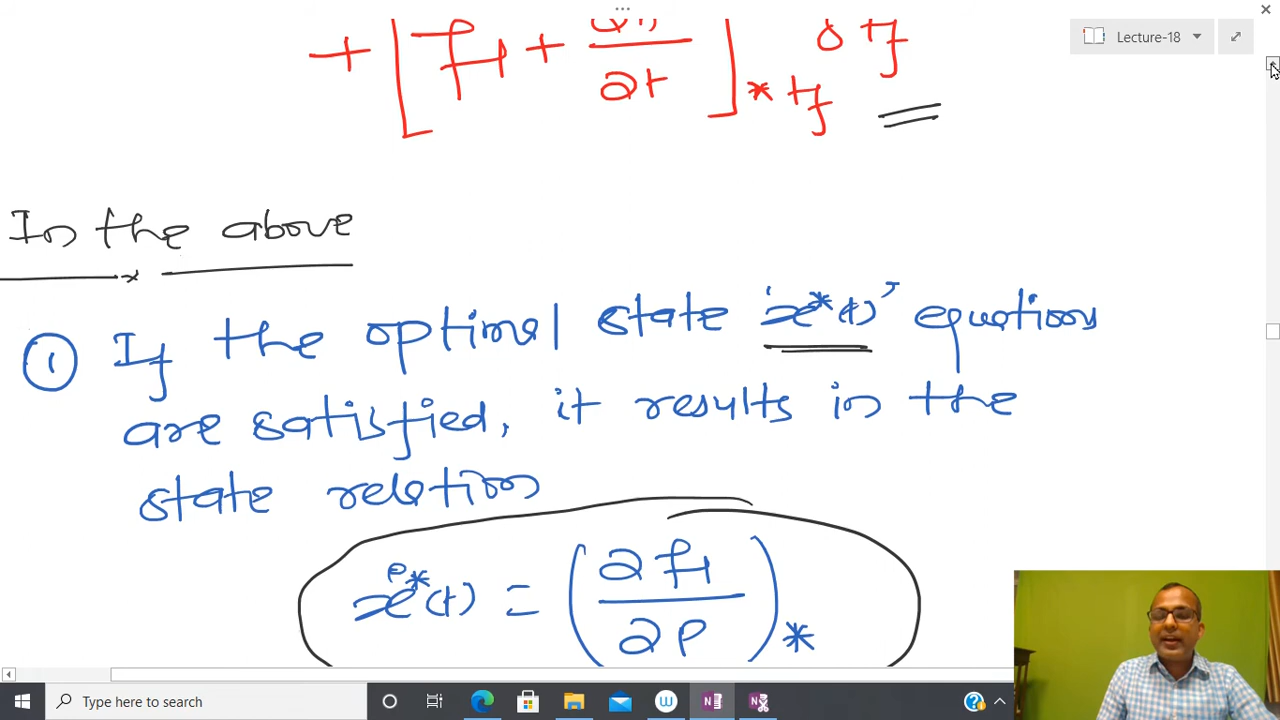 Lecture-18
+ [ℋ + ∂h/∂t]*tf δtf
In the above
① If the optimal state 'x*(t)' equations
are satisfied, it results in the
state relation
ẋ*(t) = (∂ℋ/∂p)*
Type here to search